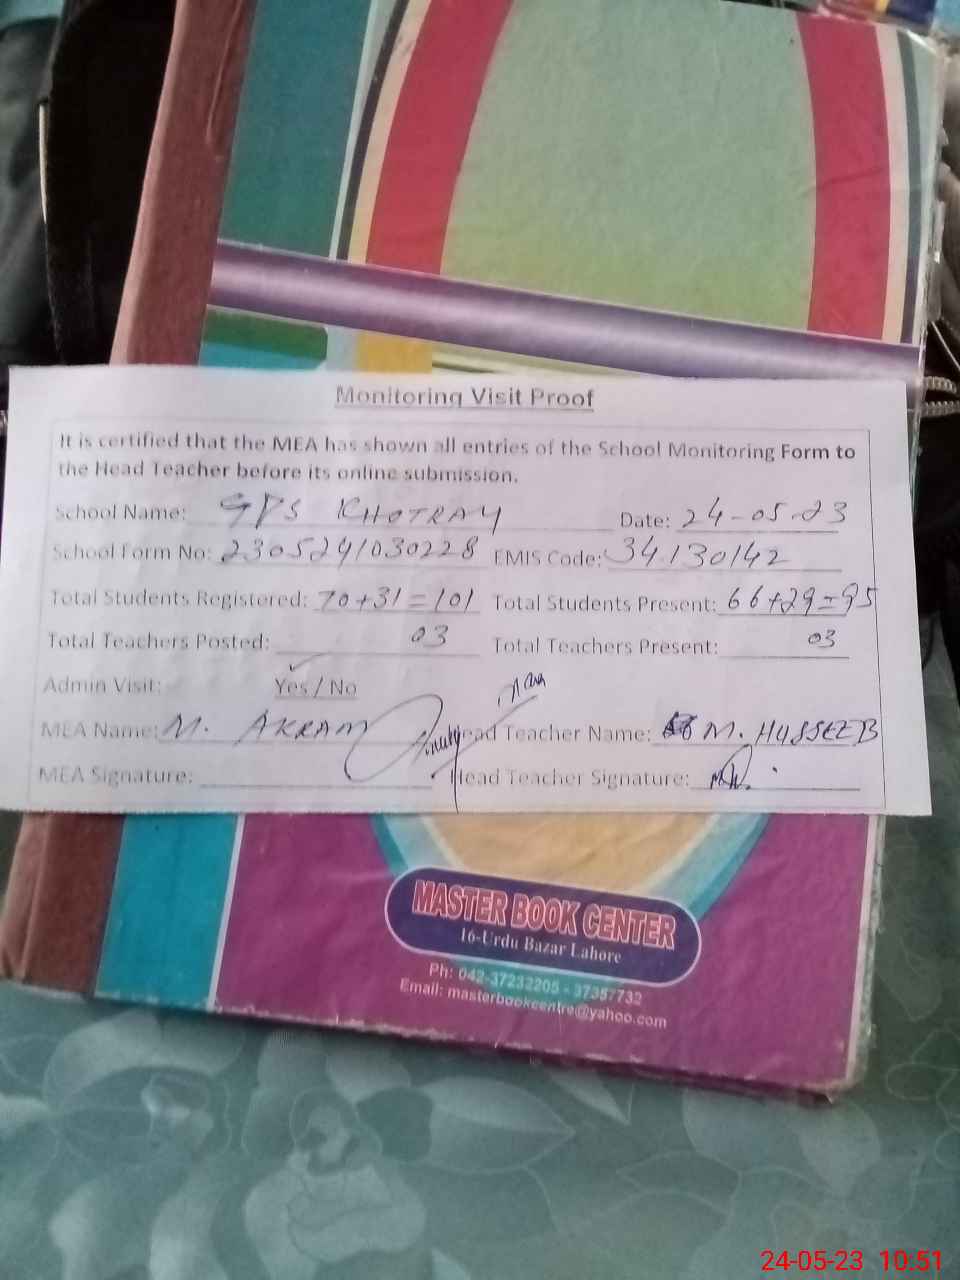 Monitoring Visit Proof
It is certified that the MEA has shown all entries of the School Monitoring Form to
the Head Teacher before its online submission.
School Name: GPS KHOTRAY Date: 24-05-23
School Form No: 2305241030228 EMIS Code: 34130142
Total Students Registered: 70+31=101 Total Students Present: 66+29=95
Total Teachers Posted: 03 Total Teachers Present: 03
Admin Visit: Yes / No
MEA Name: M. AKRAM Head Teacher Name: M. HUSSEEB
MEA Signature: Head Teacher Signature:
MASTER BOOK CENTER
16-Urdu Bazar Lahore
Ph: 042-37232205 - 37357732
Email: masterbookcentre@yahoo.com
24-05-23 10:51